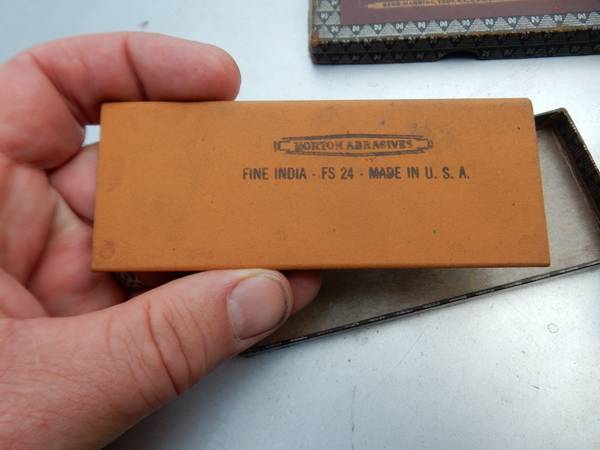 NORTON ABRASIVES
FINE INDIA - FS 24 - MADE IN U. S. A.